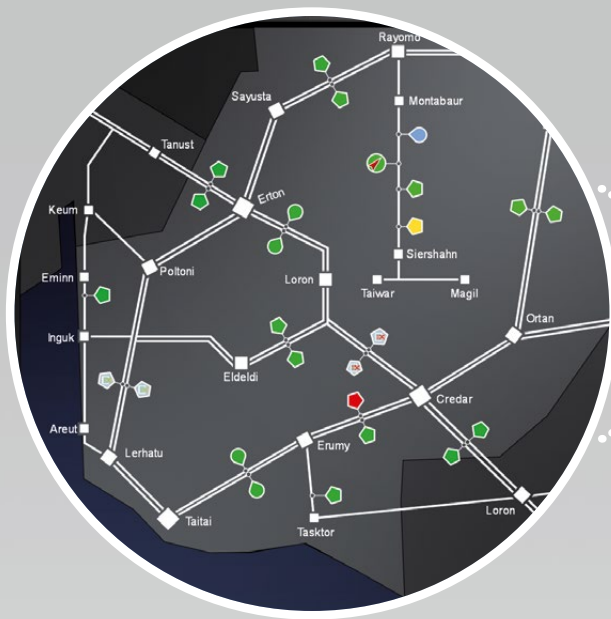 Rayomo
Sayusta
Montabaur
Tanust
Erton
Keum
Poltoni
Siershahn
Eminn
Loron
Taiwar
Magil
Ortan
Inguk
Eldeldi
Credar
Areut
Lerhatu
Erumy
Taitai
Loron
Tasktor